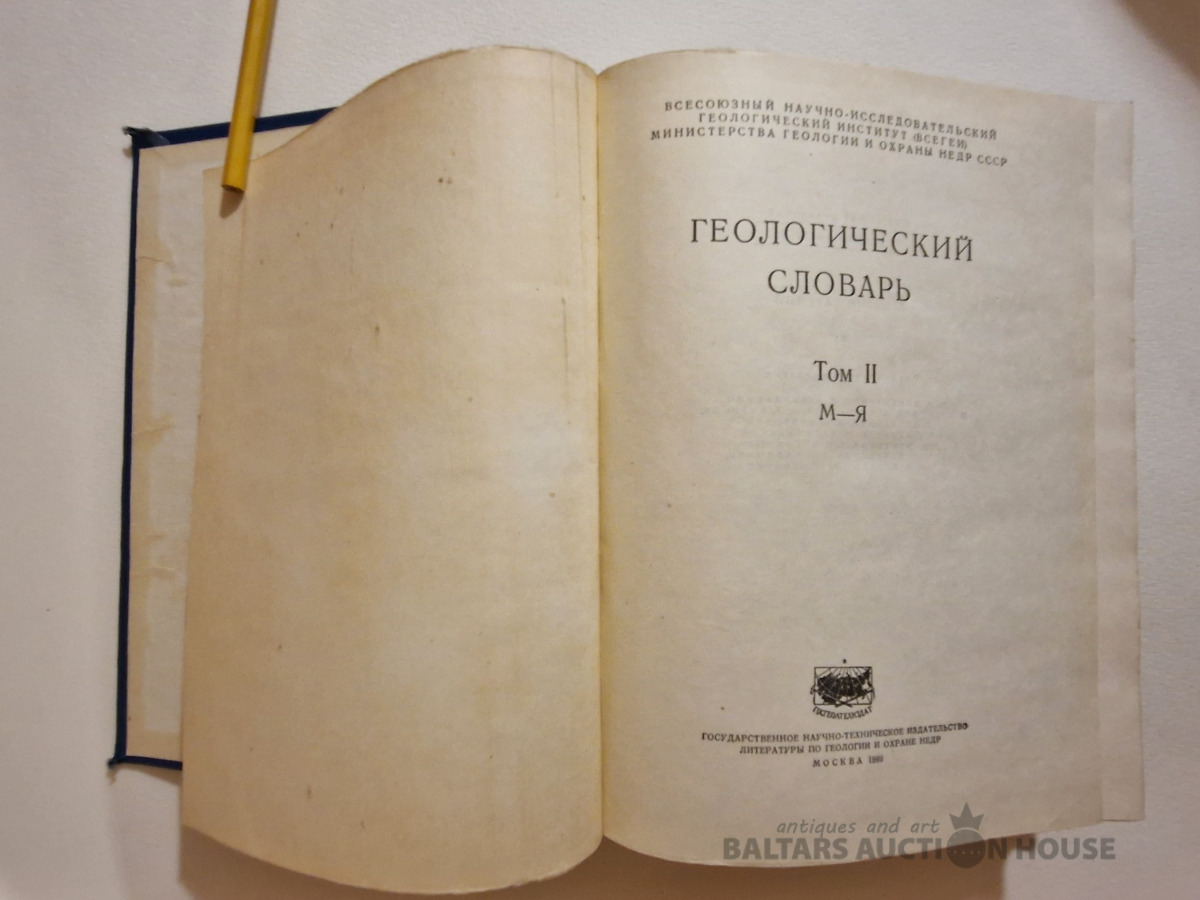 ВСЕСОЮЗНЫЙ НАУЧНО-ИССЛЕДОВАТЕЛЬСКИЙ
ГЕОЛОГИЧЕСКИЙ ИНСТИТУТ (ВСЕГЕИ)
МИНИСТЕРСТВА ГЕОЛОГИИ И ОХРАНЫ НЕДР СССР
ГЕОЛОГИЧЕСКИЙ
СЛОВАРЬ
Том II
М—Я
ГОСГЕОЛТЕХИЗДАТ
ГОСУДАРСТВЕННОЕ НАУЧНО-ТЕХНИЧЕСКОЕ ИЗДАТЕЛЬСТВО
ЛИТЕРАТУРЫ ПО ГЕОЛОГИИ И ОХРАНЕ НЕДР
МОСКВА 1960
antiques and art
BALTARS AUCTION HOUSE